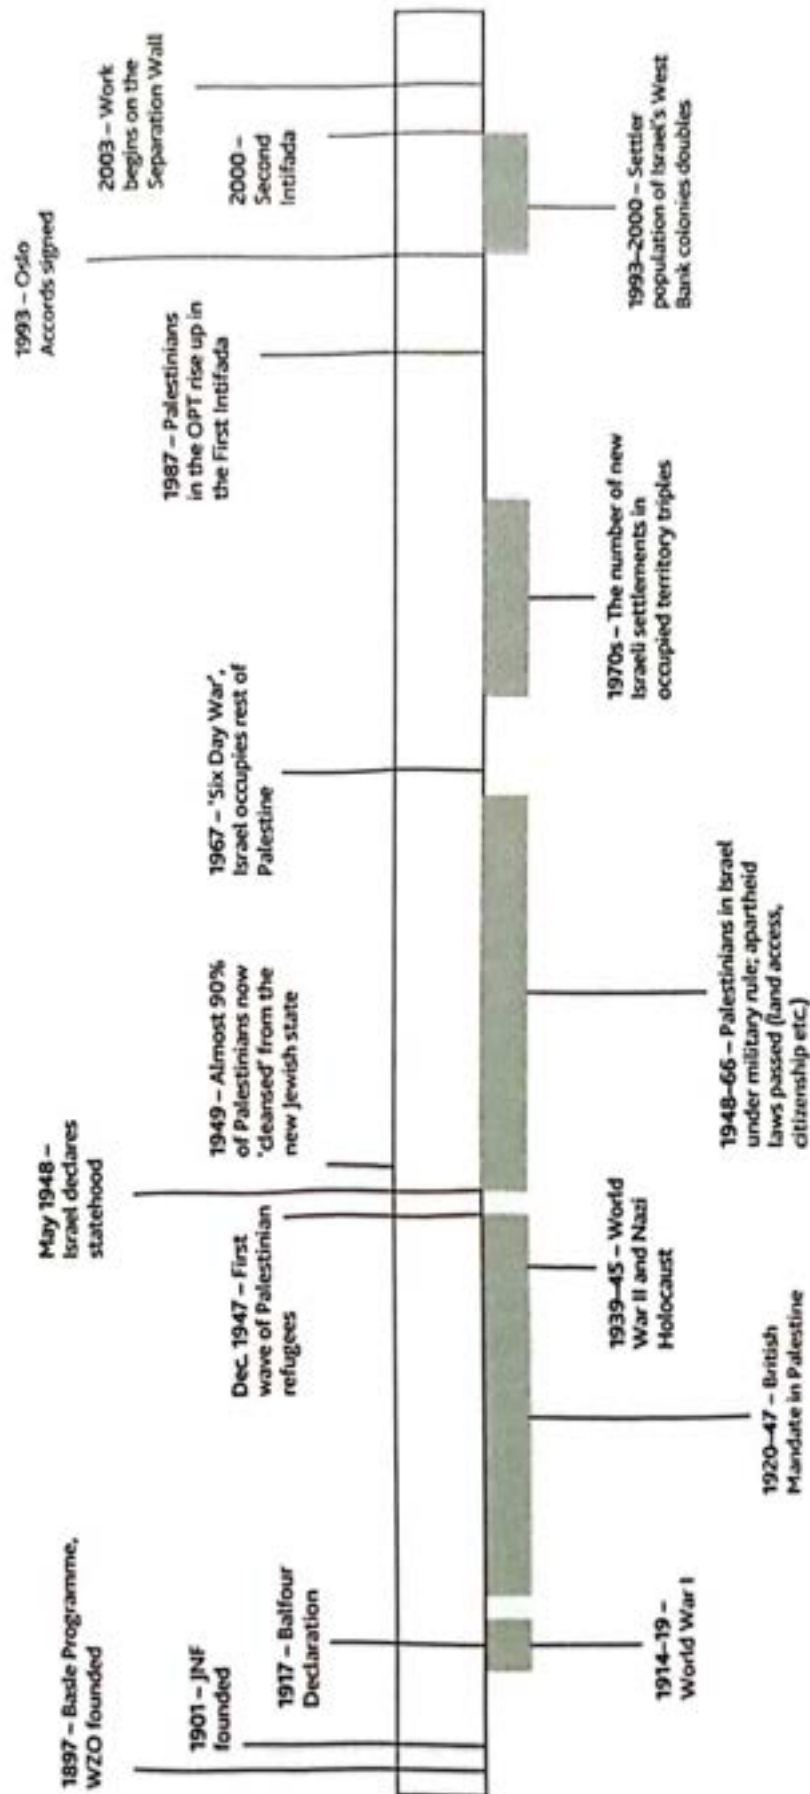 1897 – Basle Programme,
WZO founded
1901 – JNF
founded
1917 – Balfour
Declaration
Dec. 1947 – First
wave of Palestinian
refugees
May 1948 –
Israel declares
statehood
1949 – Almost 90%
of Palestinians now
'cleansed' from the
new Jewish state
1967 – 'Six Day War',
Israel occupies rest of
Palestine
1987 – Palestinians
in the OPT rise up in
the First Intifada
1993 – Oslo
Accords signed
2000 –
Second
Intifada
2003 – Work
begins on the
Separation Wall
1914–19 –
World War I
1920–47 – British
Mandate in Palestine
1939–45 – World
War II and Nazi
Holocaust
1948–66 – Palestinians in Israel
under military rule; apartheid
laws passed (land access,
citizenship etc.)
1970s – The number of new
Israeli settlements in
occupied territory triples
1993–2000 – Settler
population of Israel's West
Bank colonies doubles